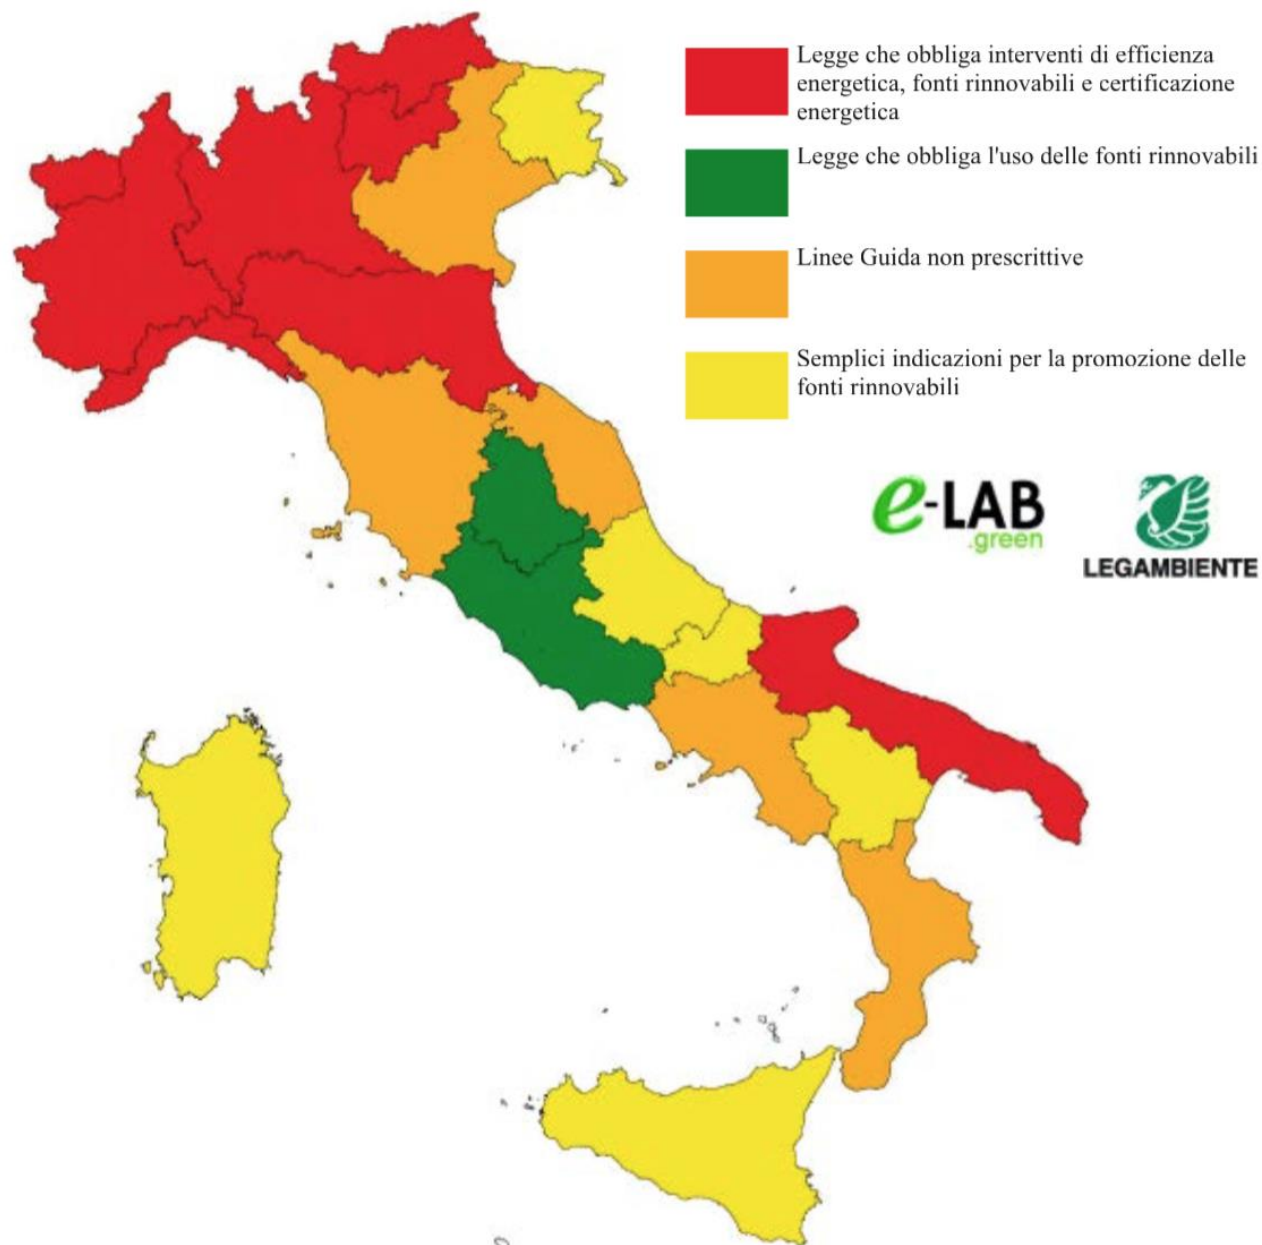 Legge che obbliga interventi di efficienza
energetica, fonti rinnovabili e certificazione
energetica
Legge che obbliga l'uso delle fonti rinnovabili
Linee Guida non prescrittive
Semplici indicazioni per la promozione delle
fonti rinnovabili
e-LAB
.green
LEGAMBIENTE